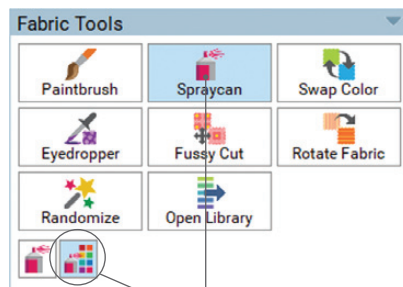 Fabric Tools
Paintbrush Spraycan Swap Color
Eyedropper Fussy Cut Rotate Fabric
Randomize Open Library